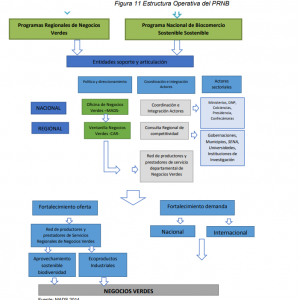 Figura 11 Estructura Operativa del PRNB
Programas Regionales de Negocios
Verdes
Programa Nacional de Biocomercio
Sostenible Sostenible
Entidades soporte y articulación
Política y direccionamiento
Coordinación e integración
Actores
Actores
sectoriales
NACIONAL
Oficina de Negocios
Verdes -MADS
Coordinación e
Integración Actores
Ministerios, DNP,
Colciencias,
Presidencia,
Confecámaras
REGIONAL
Ventanilla Negocios
Verdes -CAR
Consulta Regional de
competitividad
Gobernaciones,
Municipios, SENA,
Universidades,
Instituciones de
Investigación
Red de productores y
prestadores de servicio
departamental de
Negocios Verdes
Fortalecimiento oferta
Fortalecimiento demanda
Red de productores y
prestadores de Servicios
Regionales de Negocios Verdes
Nacional
Internacional
Aprovechamiento
sostenible
biodiversidad
Ecoproductos
Industriales
NEGOCIOS VERDES
Fuente: MADS 2014